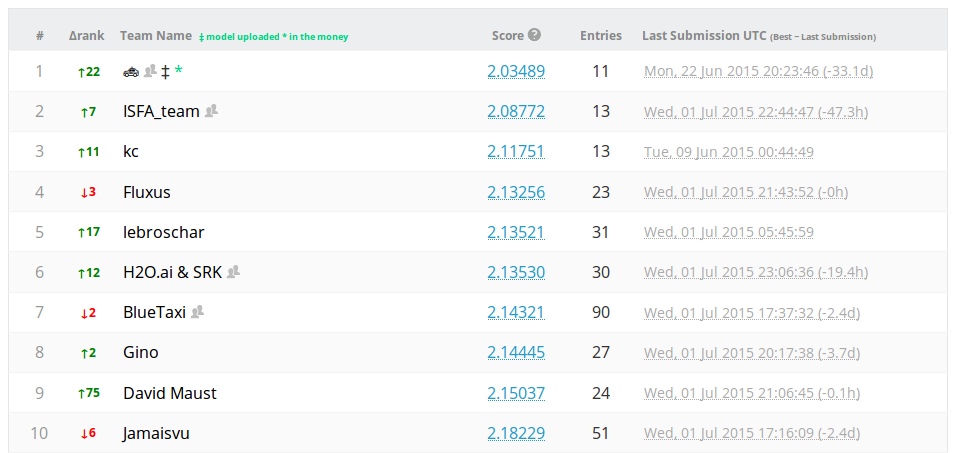 # Δrank Team Name ‡ model uploaded * in the money Score ? Entries Last Submission UTC (Best − Last Submission)
1 ↑22 🚓 ‡ * 2.03489 11 Mon, 22 Jun 2015 20:23:46 (-33.1d)
2 ↑7 ISFA_team 2.08772 13 Wed, 01 Jul 2015 22:44:47 (-47.3h)
3 ↑11 kc 2.11751 13 Tue, 09 Jun 2015 00:44:49
4 ↓3 Fluxus 2.13256 23 Wed, 01 Jul 2015 21:43:52 (-0h)
5 ↑17 lebroschar 2.13521 31 Wed, 01 Jul 2015 05:45:59
6 ↑12 H2O.ai & SRK 2.13530 30 Wed, 01 Jul 2015 23:06:36 (-19.4h)
7 ↓2 BlueTaxi 2.14321 90 Wed, 01 Jul 2015 17:37:32 (-2.4d)
8 ↑2 Gino 2.14445 27 Wed, 01 Jul 2015 20:17:38 (-3.7d)
9 ↑75 David Maust 2.15037 24 Wed, 01 Jul 2015 21:06:45 (-0.1h)
10 ↓6 Jamaisvu 2.18229 51 Wed, 01 Jul 2015 17:16:09 (-2.4d)